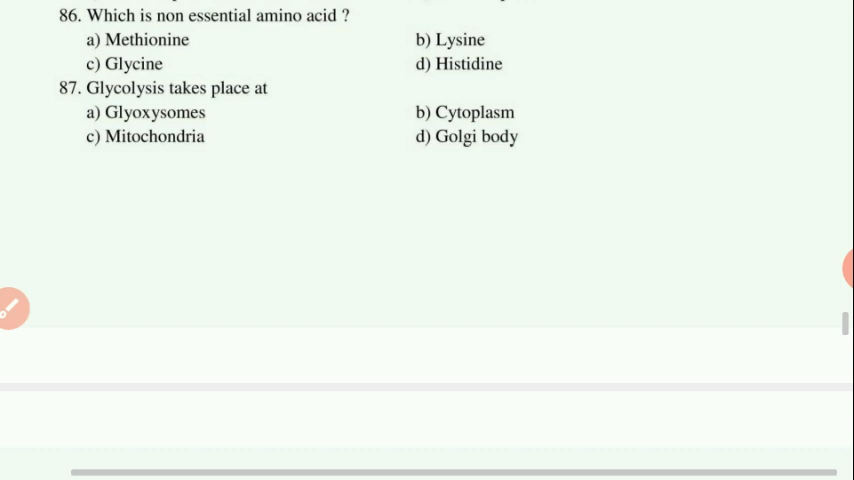 86. Which is non essential amino acid ?
a) Methionine b) Lysine
c) Glycine d) Histidine
87. Glycolysis takes place at
a) Glyoxysomes b) Cytoplasm
c) Mitochondria d) Golgi body